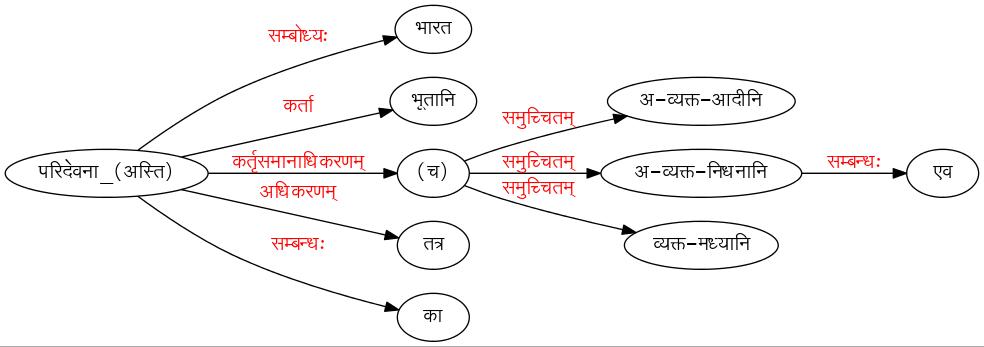 भारत
सम्बोध्यः
भूतानि
अ-व्यक्त-आदीनि
कर्ता
समुच्चितम्
परिदेवना_(अस्ति)
कर्तृसमानाधिकरणम्
(च)
समुच्चितम्
अ-व्यक्त-निधनानि
सम्बन्धः
एव
अधिकरणम्
समुच्चितम्
तत्र
व्यक्त-मध्यानि
सम्बन्धः
का